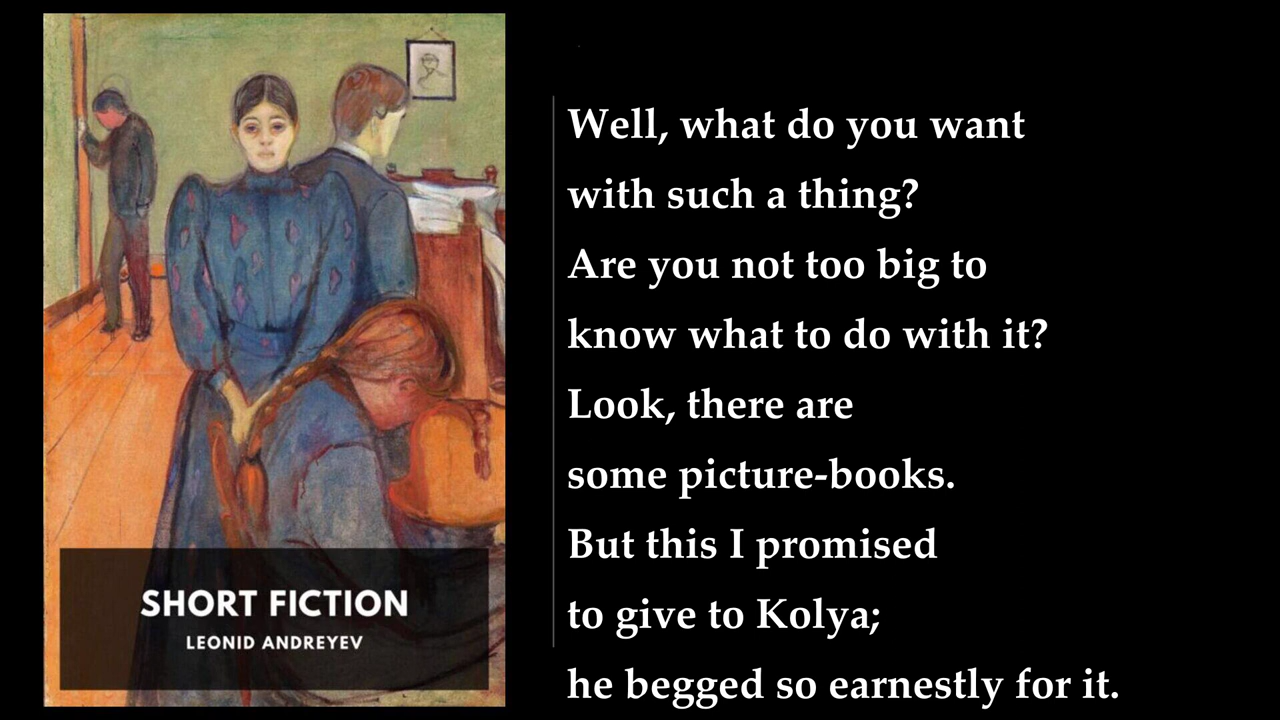 SHORT FICTION
LEONID ANDREYEV
Well, what do you want
with such a thing?
Are you not too big to
know what to do with it?
Look, there are
some picture-books.
But this I promised
to give to Kolya;
he begged so earnestly for it.